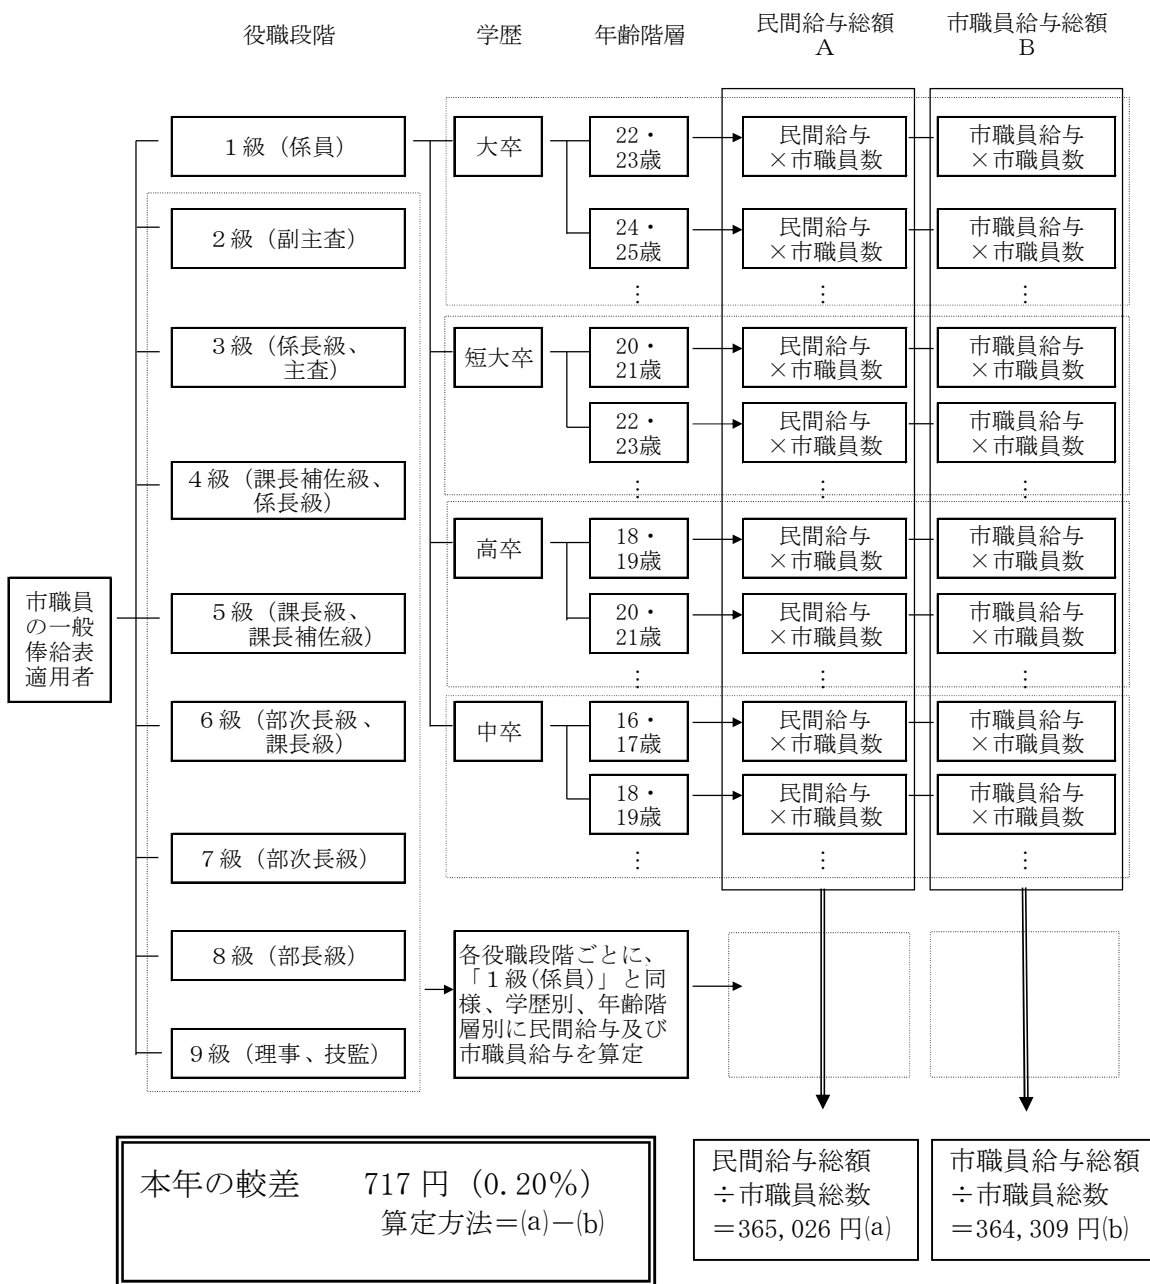 役職段階
学歴
年齢階層
民間給与総額
A
市職員給与総額
B
市職員
の一般
俸給表
適用者
1級（係員）
2級（副主査）
3級（係長級、
主査）
4級（課長補佐級、
係長級）
5級（課長級、
課長補佐級）
6級（部次長級、
課長級）
7級（部次長級）
8級（部長級）
9級（理事、技監）
大卒
22・
23歳
民間給与
×市職員数
市職員給与
×市職員数
24・
25歳
民間給与
×市職員数
市職員給与
×市職員数
⋮
⋮
⋮
短大卒
20・
21歳
民間給与
×市職員数
市職員給与
×市職員数
22・
23歳
民間給与
×市職員数
市職員給与
×市職員数
⋮
⋮
⋮
高卒
18・
19歳
民間給与
×市職員数
市職員給与
×市職員数
20・
21歳
民間給与
×市職員数
市職員給与
×市職員数
⋮
⋮
⋮
中卒
16・
17歳
民間給与
×市職員数
市職員給与
×市職員数
18・
19歳
民間給与
×市職員数
市職員給与
×市職員数
⋮
⋮
⋮
各役職段階ごとに、
「1級(係員)」と同
様、学歴別、年齢階
層別に民間給与及び
市職員給与を算定
本年の較差 717円（0.20%）
算定方法＝(a)－(b)
民間給与総額
÷市職員総数
＝365,026円(a)
市職員給与総額
÷市職員総数
＝364,309円(b)